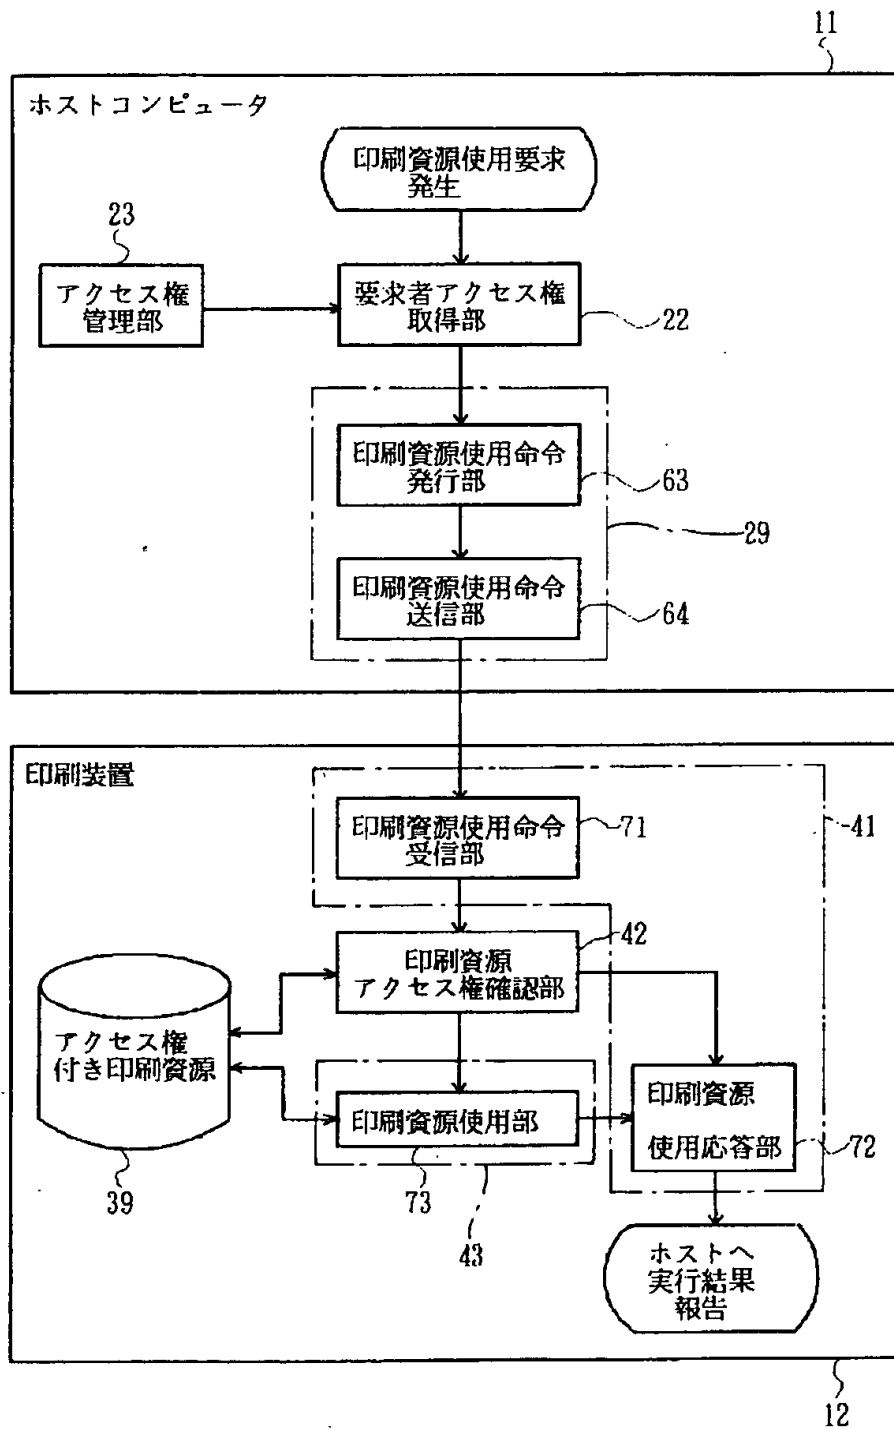 11
ホストコンピュータ
印刷資源使用要求
発生
23
アクセス権
管理部
要求者アクセス権
取得部
22
印刷資源使用命令
発行部
63
29
印刷資源使用命令
送信部
64
印刷装置
印刷資源使用命令
受信部
71
41
42
印刷資源
アクセス権確認部
アクセス権
付き印刷資源
39
印刷資源使用部
73
43
印刷資源
使用応答部
72
ホストへ
実行結果
報告
12